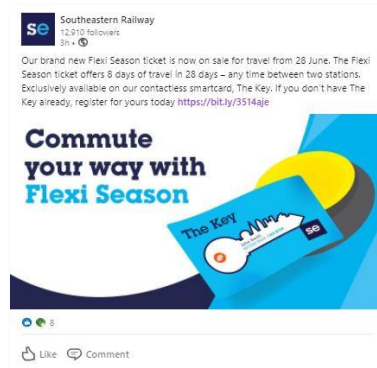 se
Southeastern Railway
12,910 followers
3h •
Our brand new Flexi Season ticket is now on sale for travel from 28 June. The Flexi
Season ticket offers 8 days of travel in 28 days – any time between two stations.
Exclusively available on our contactless smartcard, The Key. If you don't have The
Key already, register for yours today https://bit.ly/3514aje
Commute
your way with
Flexi Season
The Key
se
8
Like Comment